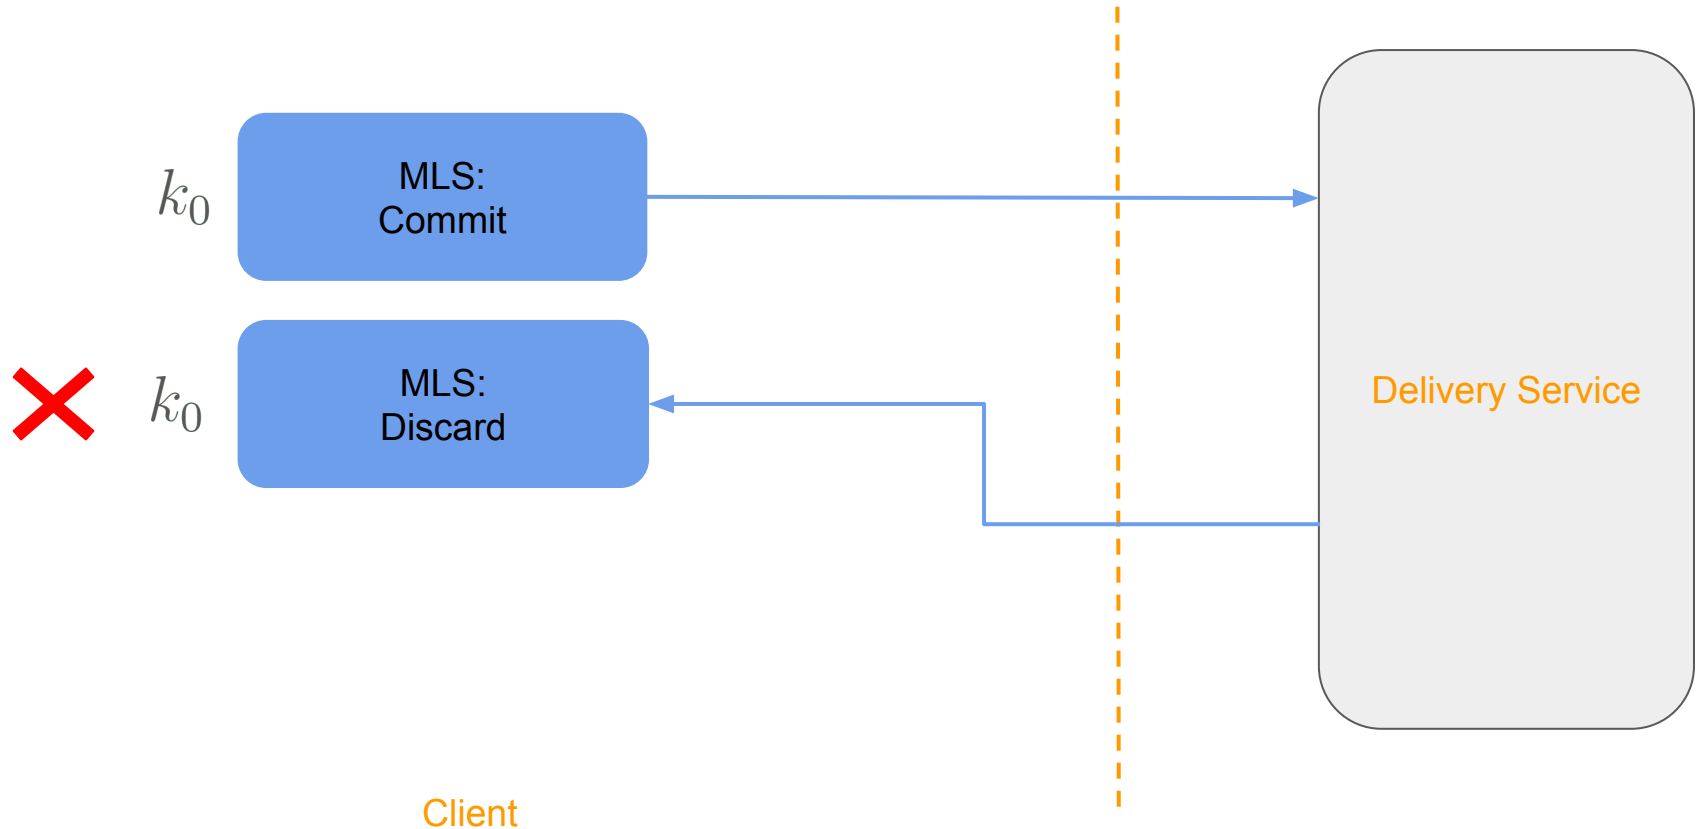 k₀
MLS:
Commit
k₀
MLS:
Discard
Delivery Service
Client